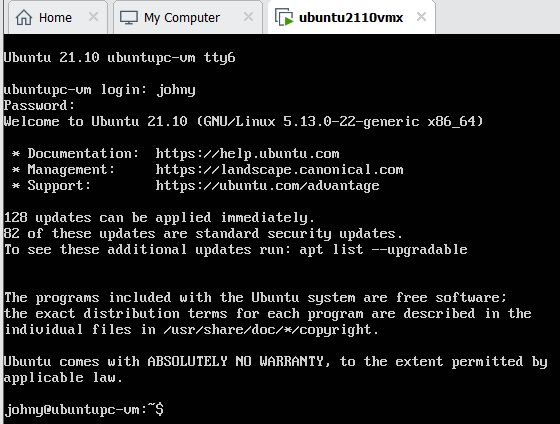 Home
My Computer
ubuntu2110vmx
Ubuntu 21.10 ubuntupc-vm tty6
ubuntupc-vm login: johny
Password:
Welcome to Ubuntu 21.10 (GNU/Linux 5.13.0-22-generic x86_64)
* Documentation:  https://help.ubuntu.com
* Management:     https://landscape.canonical.com
* Support:        https://ubuntu.com/advantage
128 updates can be applied immediately.
82 of these updates are standard security updates.
To see these additional updates run: apt list --upgradable
The programs included with the Ubuntu system are free software;
the exact distribution terms for each program are described in the
individual files in /usr/share/doc/*/copyright.
Ubuntu comes with ABSOLUTELY NO WARRANTY, to the extent permitted by
applicable law.
johny@ubuntupc-vm:~$